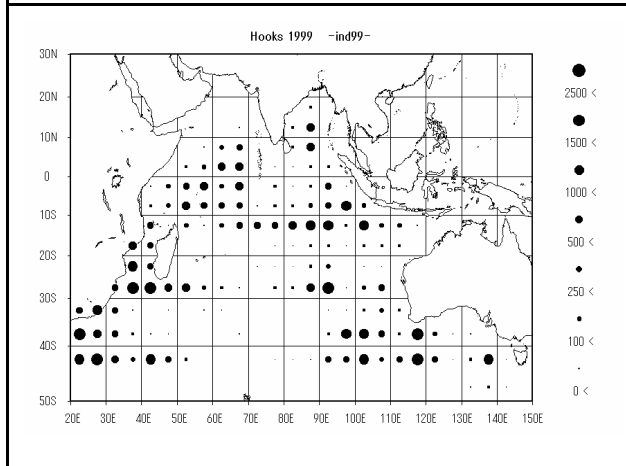 Hooks 1999 -ind99-
30N
20N
10N
0
10S
20S
30S
40S
50S
20E 30E 40E 50E 60E 70E 80E 90E 100E 110E 120E 130E 140E 150E
2500 <
1500 <
1000 <
500 <
250 <
100 <
0 <